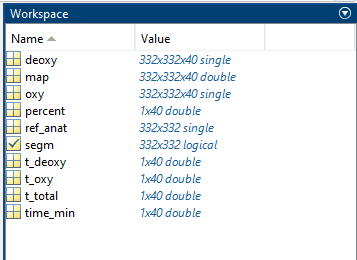 Workspace
Name Value
deoxy 332x332x40 single
map 332x332x40 double
oxy 332x332x40 single
percent 1x40 double
ref_anat 332x332 single
segm 332x332 logical
t_deoxy 1x40 double
t_oxy 1x40 double
t_total 1x40 double
time_min 1x40 double